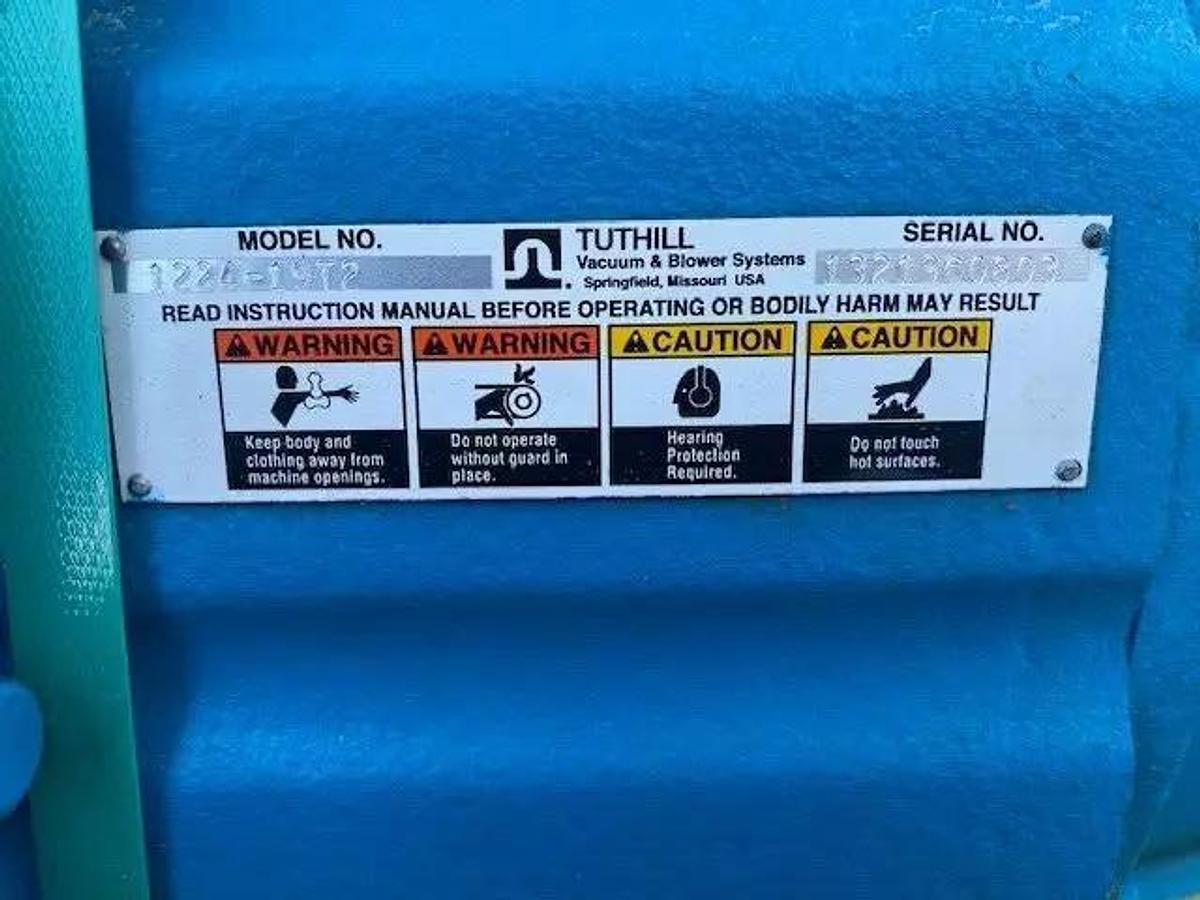 MODEL NO.
TUTHILL
Vacuum & Blower Systems
Springfield, Missouri USA
SERIAL NO.
READ INSTRUCTION MANUAL BEFORE OPERATING OR BODILY HARM MAY RESULT
WARNING
Keep body and
clothing away from
machine openings.
WARNING
Do not operate
without guard in
place.
CAUTION
Hearing
Protection
Required.
CAUTION
Do not touch
hot surfaces.